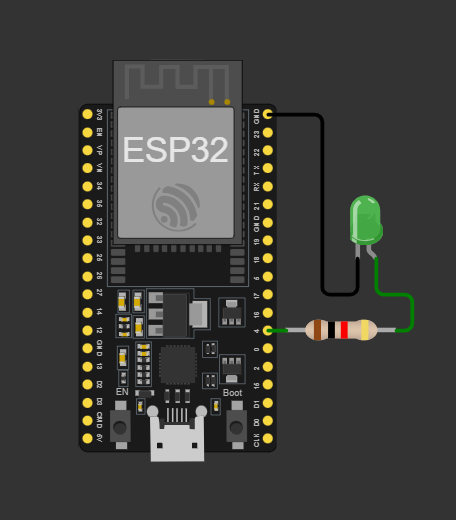 3V3
EN
VP
VN
34
35
32
33
25
26
27
14
12
GND
13
D2
D3
CMD
5V
ESP32
EN
Boot
GND
23
22
TX
RX
21
GND
19
18
5
17
16
4
0
2
15
D1
D0
CLK